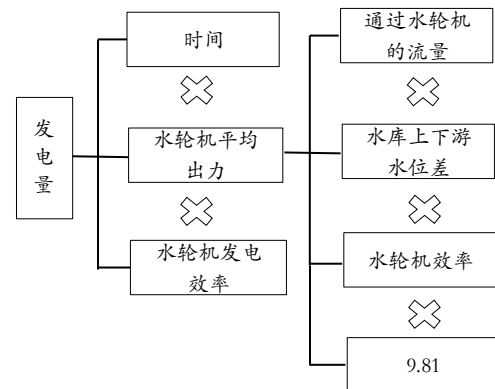 发
电
量
时间
水轮机平均
出力
水轮机发电
效率
通过水轮机
的流量
水库上下游
水位差
水轮机效率
9.81